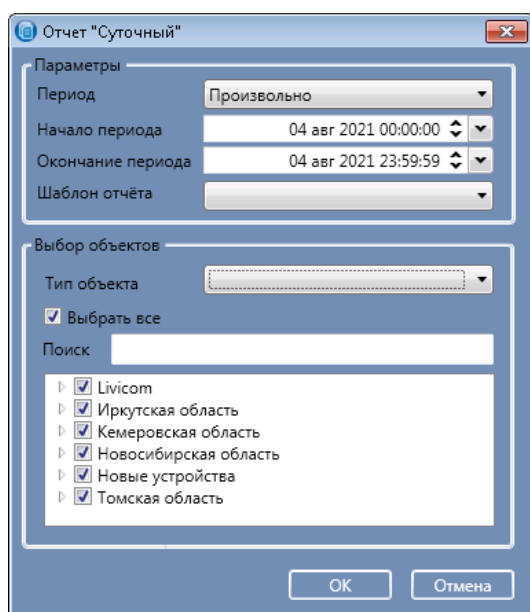 Отчет "Суточный"
Параметры
Период Произвольно
Начало периода 04 авг 2021 00:00:00
Окончание периода 04 авг 2021 23:59:59
Шаблон отчёта
Выбор объектов
Тип объекта
Выбрать все
Поиск
Livicom
Иркутская область
Кемеровская область
Новосибирская область
Новые устройства
Томская область
ОК Отмена